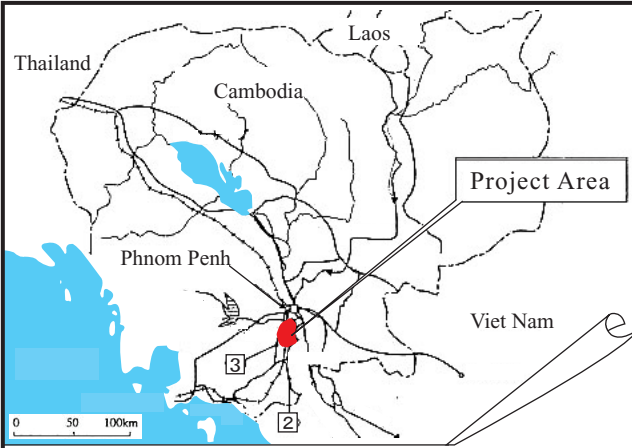 Laos
Thailand
Cambodia
Project Area
Phnom Penh
Viet Nam
3
2
0 50 100km